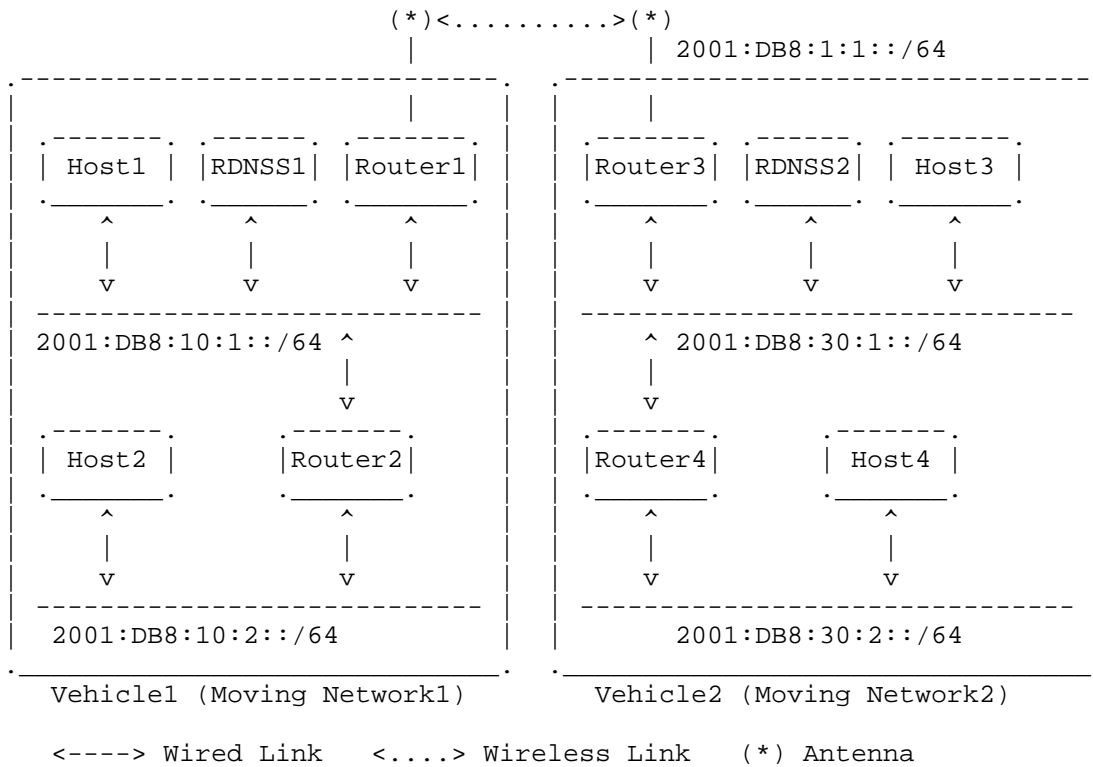 (*)<..........>(*)
2001:DB8:1:1::/64
Host1 RDNSS1 Router1 Router3 RDNSS2 Host3
2001:DB8:10:1::/64 2001:DB8:30:1::/64
Host2 Router2 Router4 Host4
2001:DB8:10:2::/64 2001:DB8:30:2::/64
Vehicle1 (Moving Network1) Vehicle2 (Moving Network2)
<----> Wired Link <....> Wireless Link (*) Antenna